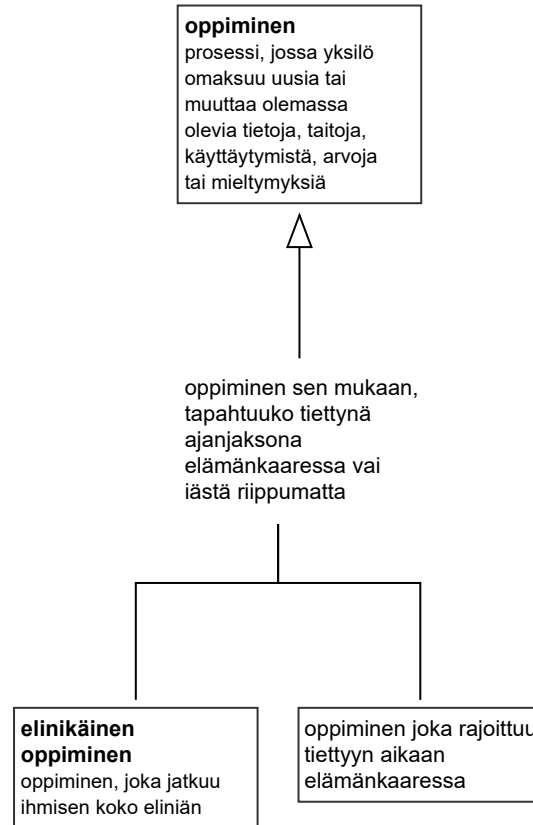 oppiminen
prosessi, jossa yksilö
omaksuu uusia tai
muuttaa olemassa
olevia tietoja, taitoja,
käyttäytymistä, arvoja
tai mieltymyksiä
oppiminen sen mukaan,
tapahtuuko tiettynä
ajanjaksona
elämänkaaressa vai
iästä riippumatta
elinikäinen
oppiminen
oppiminen, joka jatkuu
ihmisen koko eliniän
oppiminen joka rajoittuu
tiettyyn aikaan
elämänkaaressa